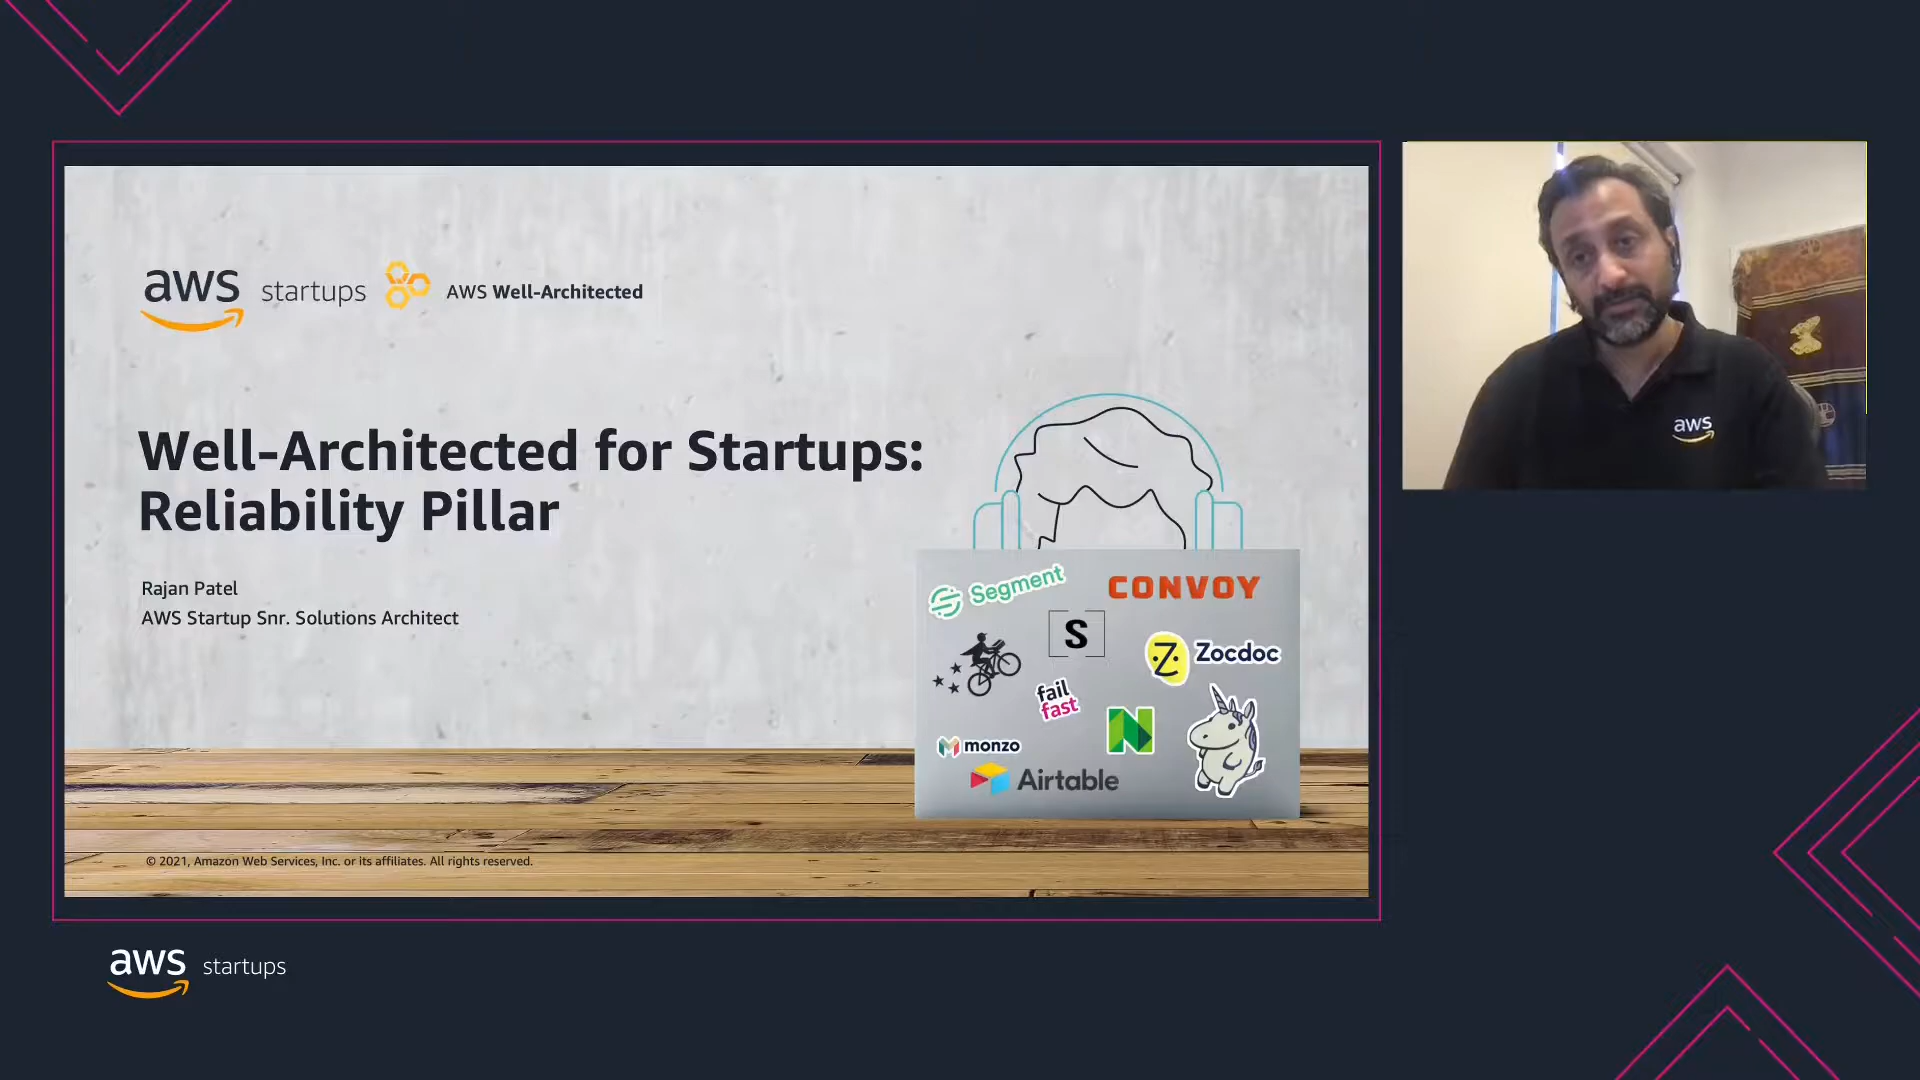 aws startups AWS Well-Architected
Well-Architected for Startups:
Reliability Pillar
Rajan Patel
AWS Startup Snr. Solutions Architect
Segment
CONVOY
S
Zocdoc
fail
fast
N
monzo
Airtable
© 2021, Amazon Web Services, Inc. or its affiliates. All rights reserved.
aws
aws startups